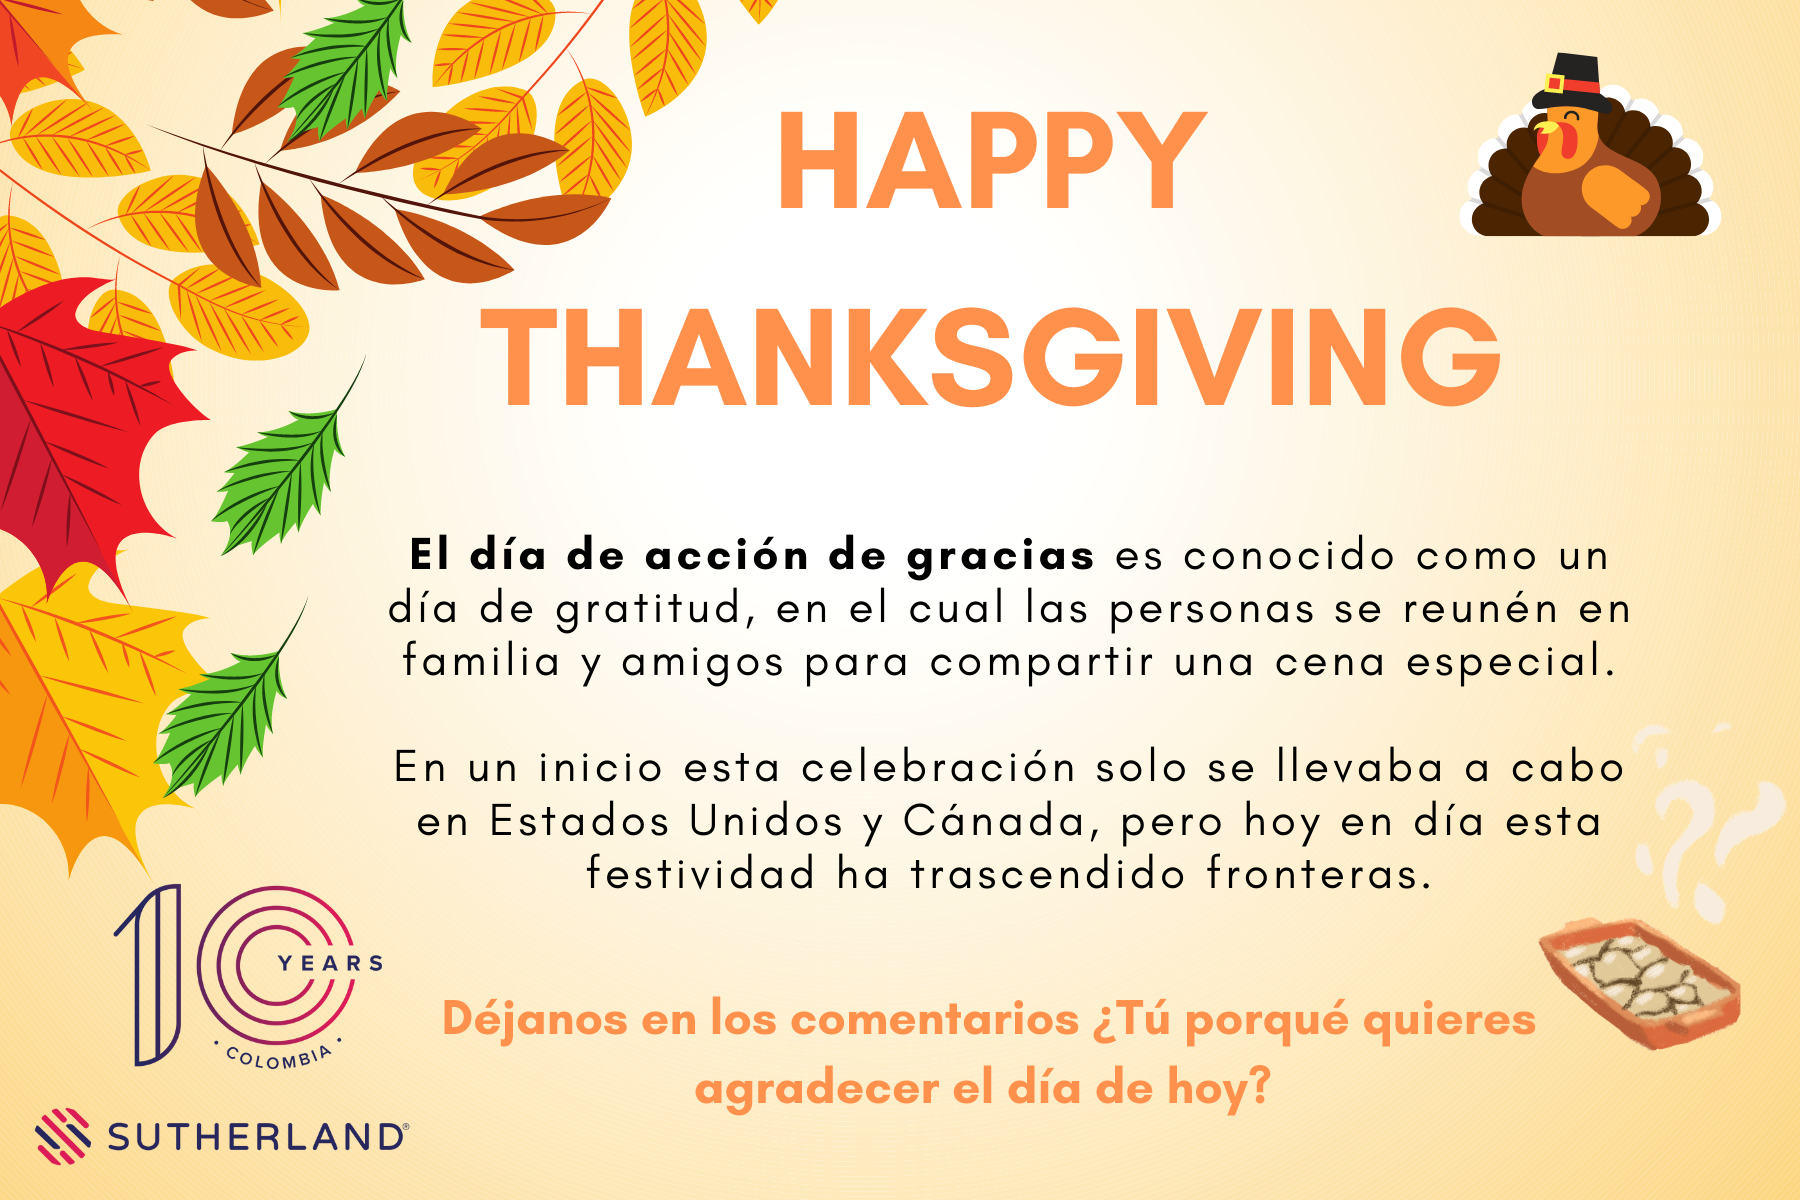 HAPPY
THANKSGIVING
El día de acción de gracias es conocido como un
día de gratitud, en el cual las personas se reunén en
familia y amigos para compartir una cena especial.
En un inicio esta celebración solo se llevaba a cabo
en Estados Unidos y Cánada, pero hoy en día esta
festividad ha trascendido fronteras.
Déjanos en los comentarios ¿Tú porqué quieres
agradecer el día de hoy?
10 YEARS
· COLOMBIA ·
SUTHERLAND®